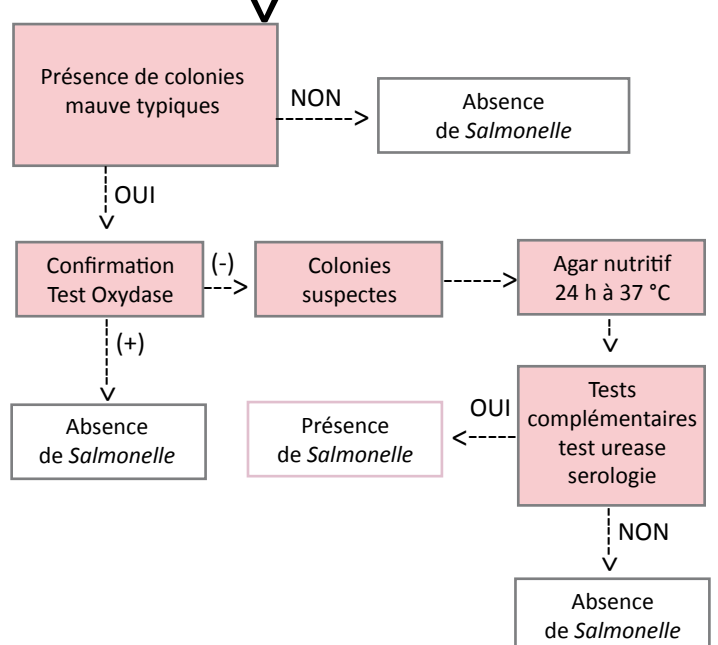 Présence de colonies
mauve typiques
NON
Absence
de Salmonelle
OUI
Confirmation
Test Oxydase
(-)
Colonies
suspectes
Agar nutritif
24 h à 37 °C
(+)
Absence
de Salmonelle
Présence
de Salmonelle
OUI
Tests
complémentaires
test urease
serologie
NON
Absence
de Salmonelle